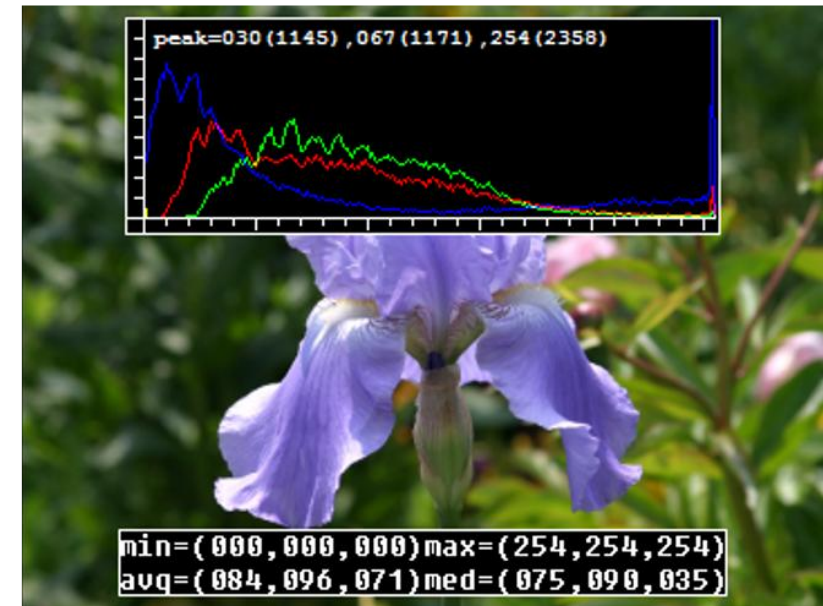 peak=030(1145),067(1171),254(2358)
min=(000,000,000)max=(254,254,254)
avg=(084,096,071)med=(075,090,035)